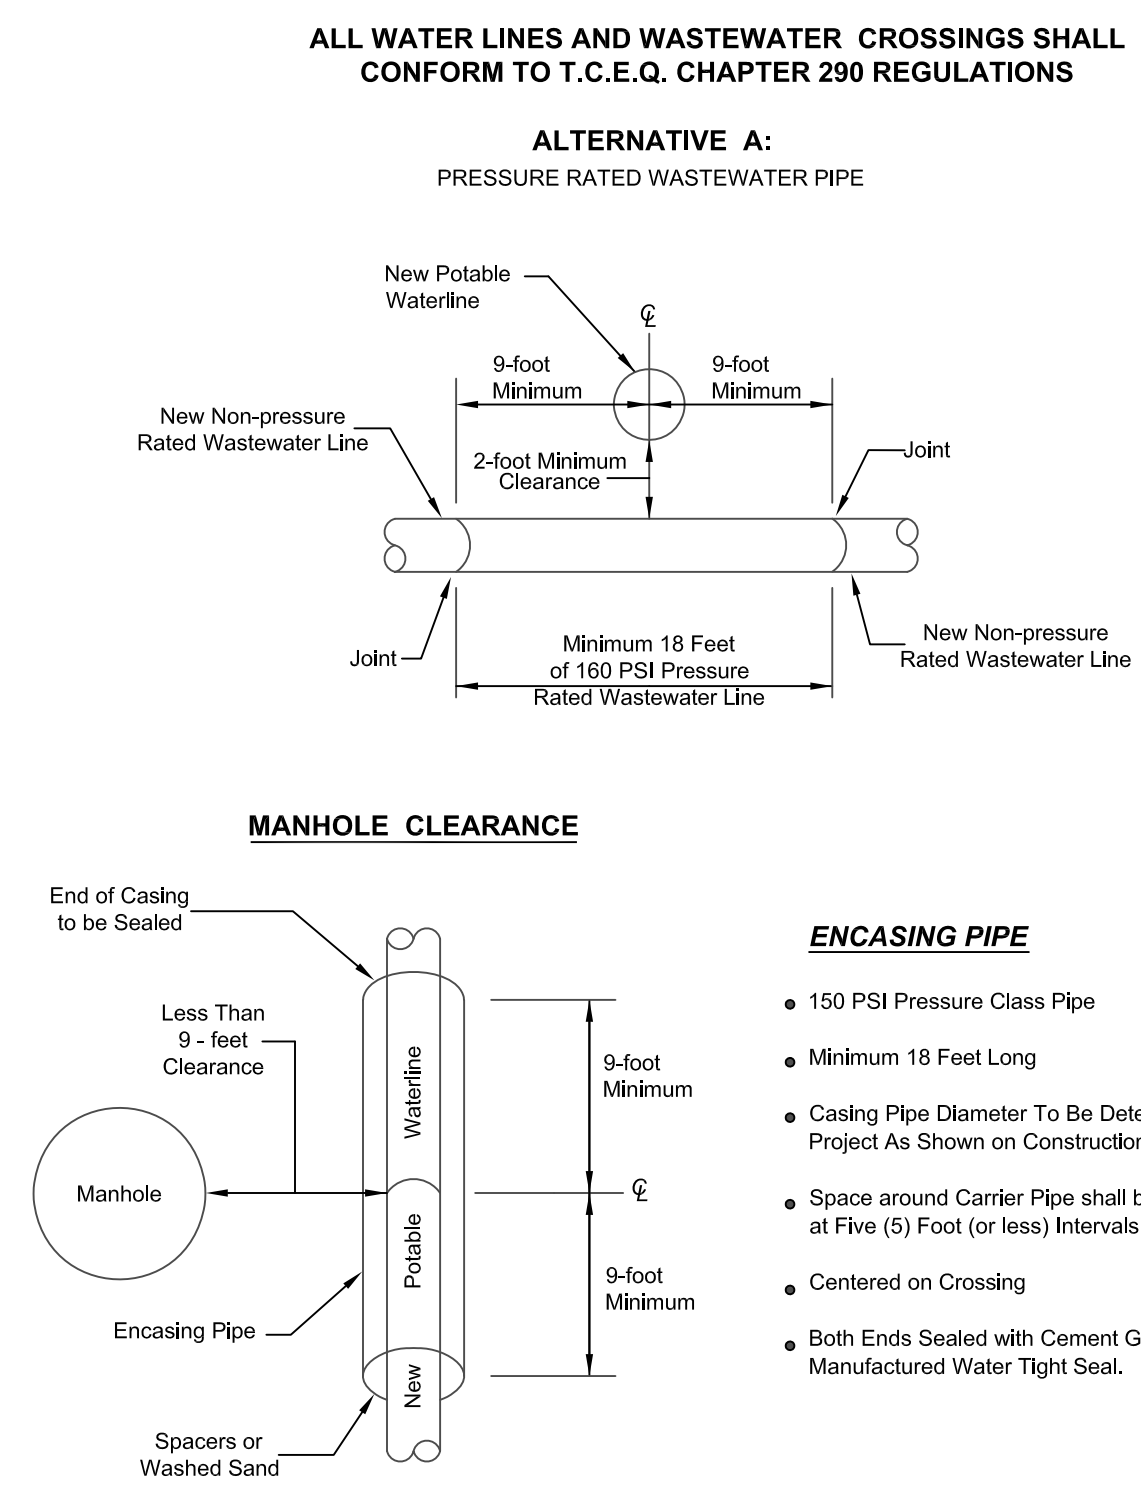 ALL WATER LINES AND WASTEWATER CROSSINGS SHALL
CONFORM TO T.C.E.Q. CHAPTER 290 REGULATIONS
ALTERNATIVE A:
PRESSURE RATED WASTEWATER PIPE
New Potable
Waterline
℄
9-foot
Minimum
9-foot
Minimum
New Non-pressure
Rated Wastewater Line
2-foot Minimum
Clearance
Joint
Joint
Minimum 18 Feet
of 160 PSI Pressure
Rated Wastewater Line
New Non-pressure
Rated Wastewater Line
MANHOLE CLEARANCE
End of Casing
to be Sealed
Less Than
9 - feet
Clearance
Manhole
Encasing Pipe
Spacers or
Washed Sand
New Potable Waterline
9-foot
Minimum
℄
9-foot
Minimum
ENCASING PIPE
150 PSI Pressure Class Pipe
Minimum 18 Feet Long
Casing Pipe Diameter To Be
Project As Shown on
Space around Carrier Pipe shall
at Five (5) Foot (or less) Intervals
Centered on Crossing
Both Ends Sealed with Cement
Manufactured Water Tight Seal.